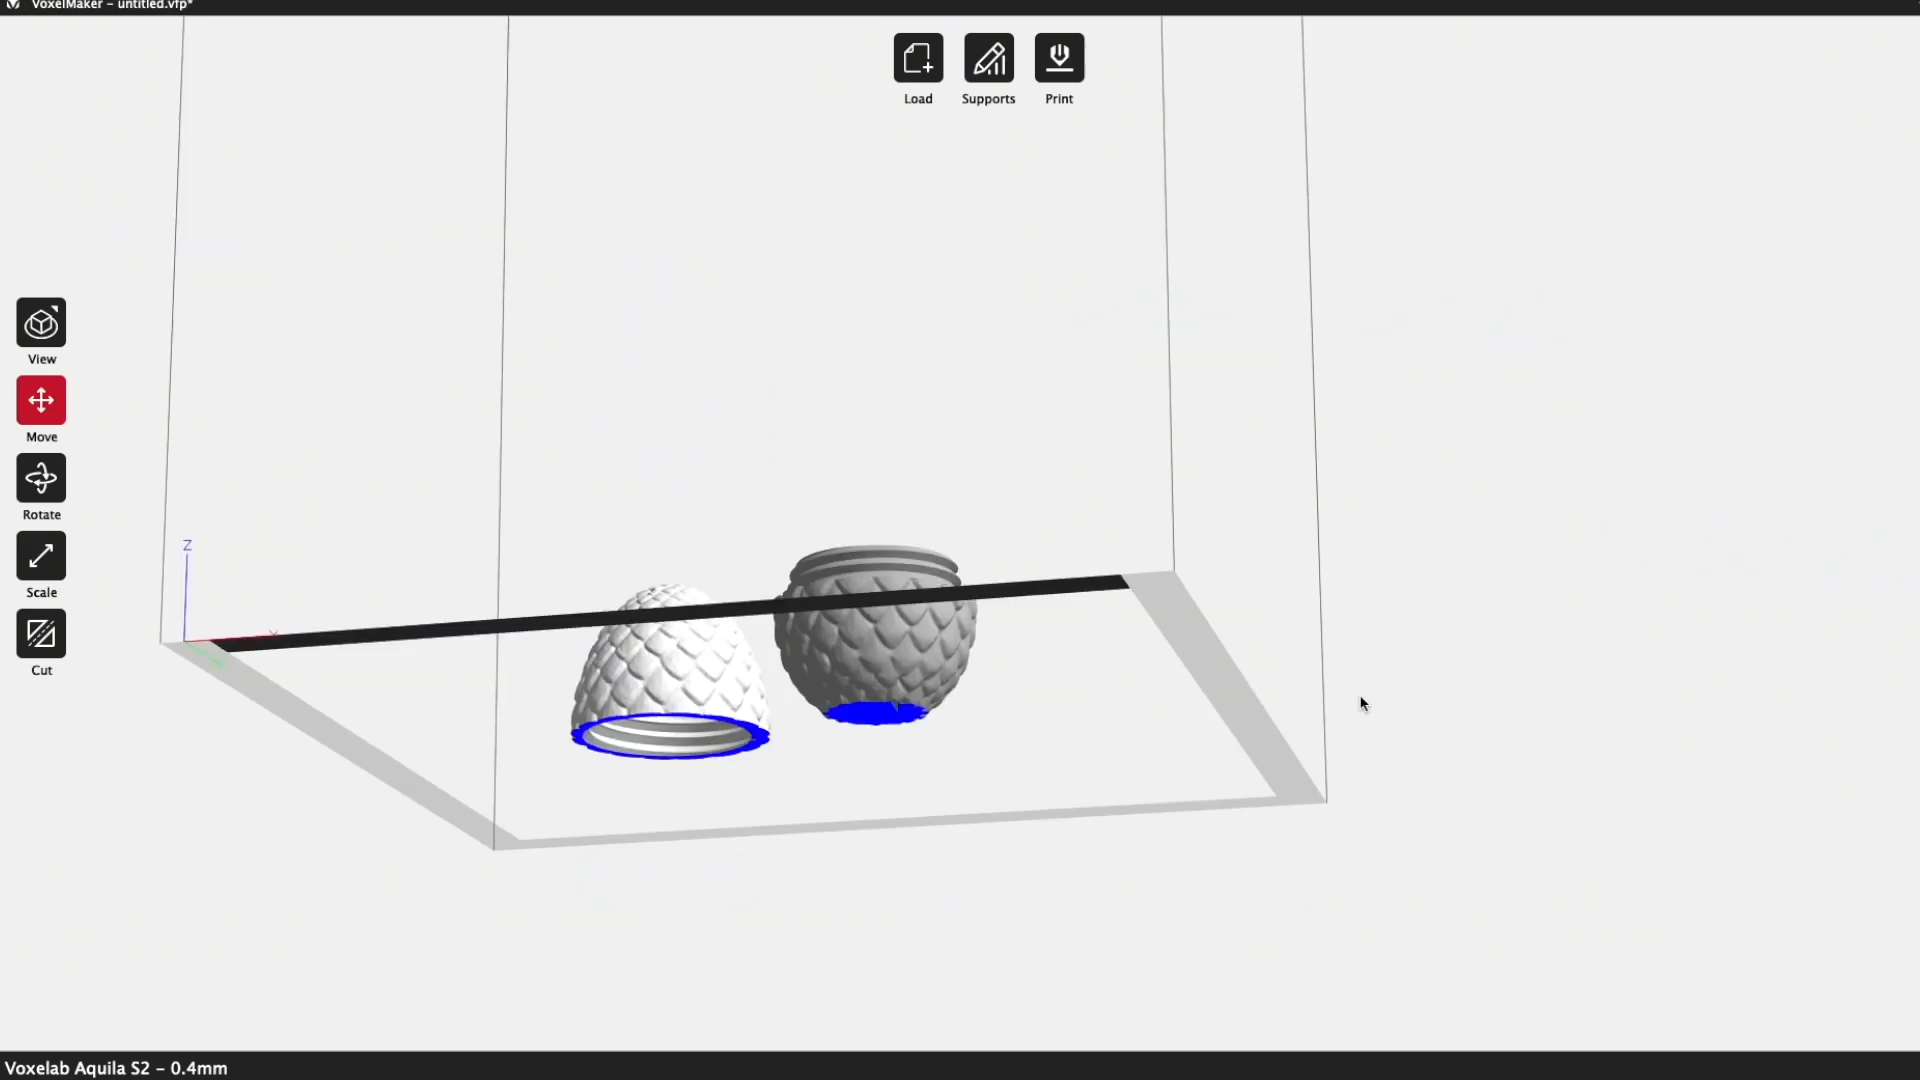 VoxelMaker – untitled.vfp*
Load
Supports
Print
View
Move
Rotate
Scale
Cut
Z
X
Voxelab Aquila S2 – 0.4mm